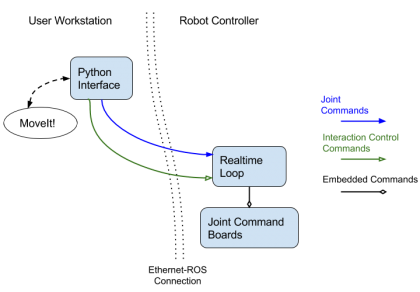 User Workstation
Robot Controller
Python
Interface
MoveIt!
Joint
Commands
Interaction Control
Commands
Embedded Commands
Realtime
Loop
Joint Command
Boards
Ethernet-ROS
Connection